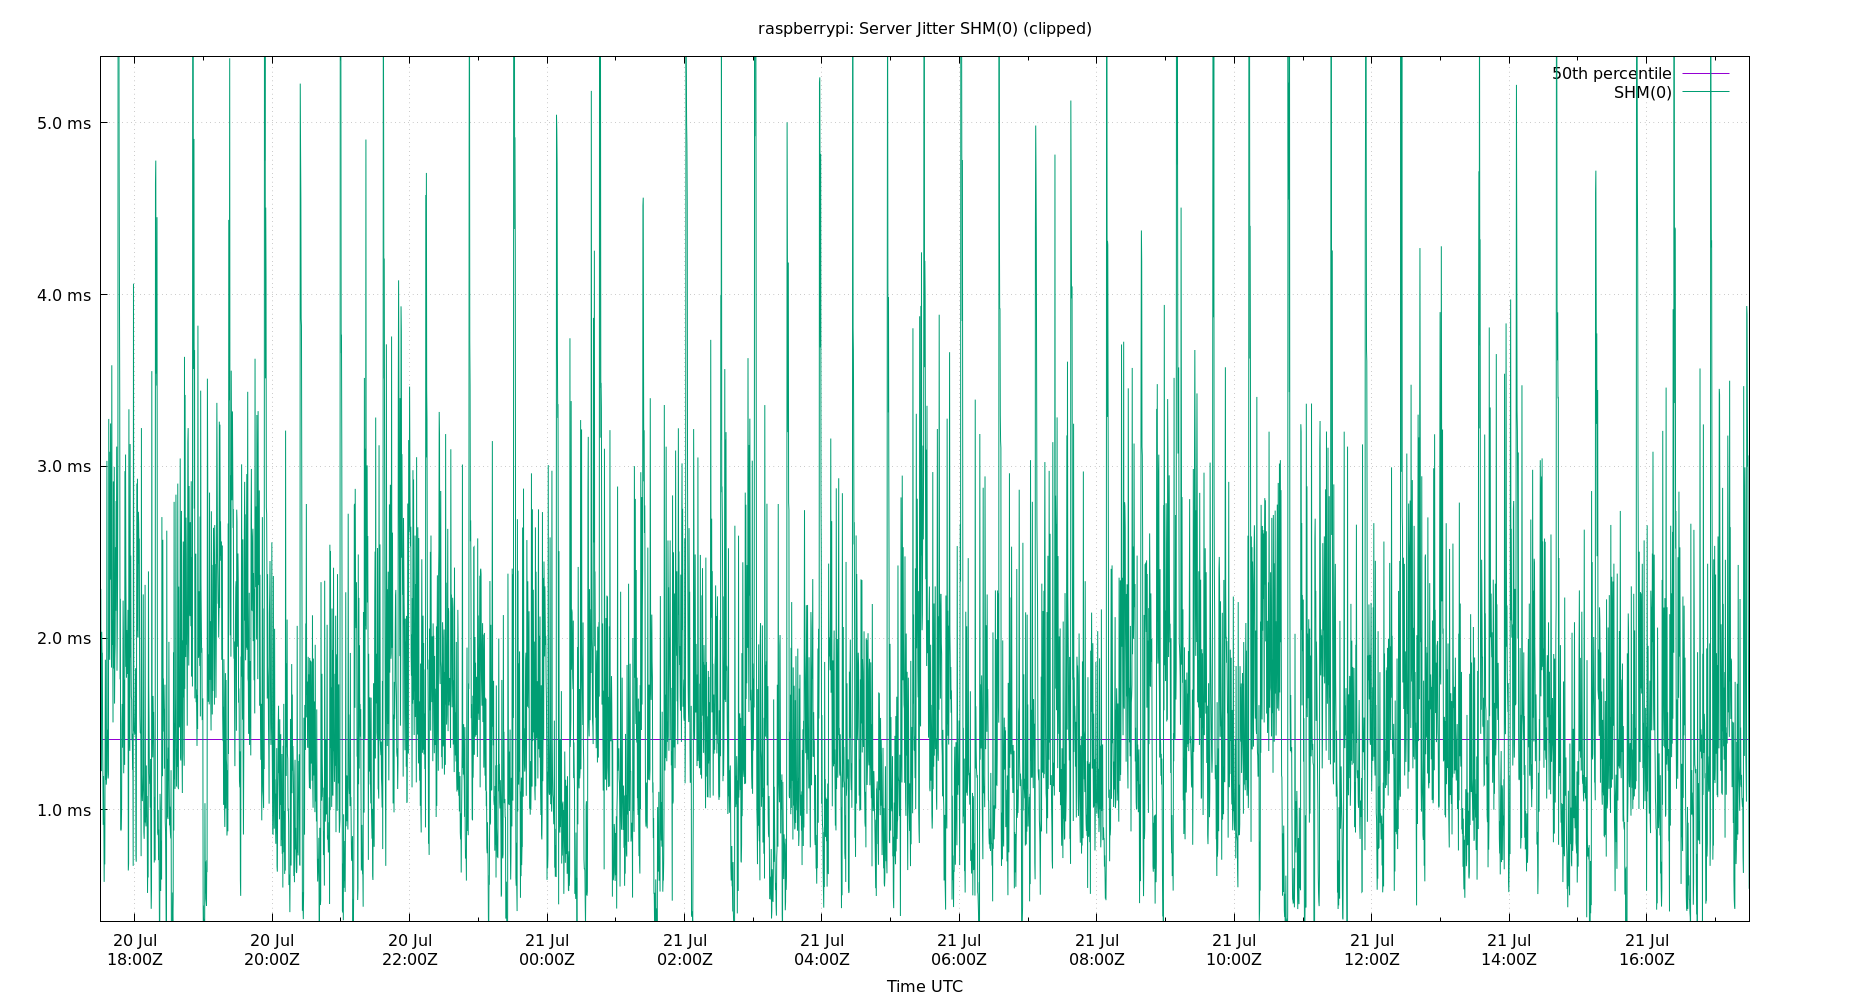 raspberrypi: Server Jitter SHM(0) (clipped)
50th percentile
SHM(0)
5.0 ms
4.0 ms
3.0 ms
2.0 ms
1.0 ms
20 Jul 20 Jul 20 Jul 21 Jul 21 Jul 21 Jul 21 Jul 21 Jul 21 Jul 21 Jul 21 Jul 21 Jul
18:00Z 20:00Z 22:00Z 00:00Z 02:00Z 04:00Z 06:00Z 08:00Z 10:00Z 12:00Z 14:00Z 16:00Z
Time UTC